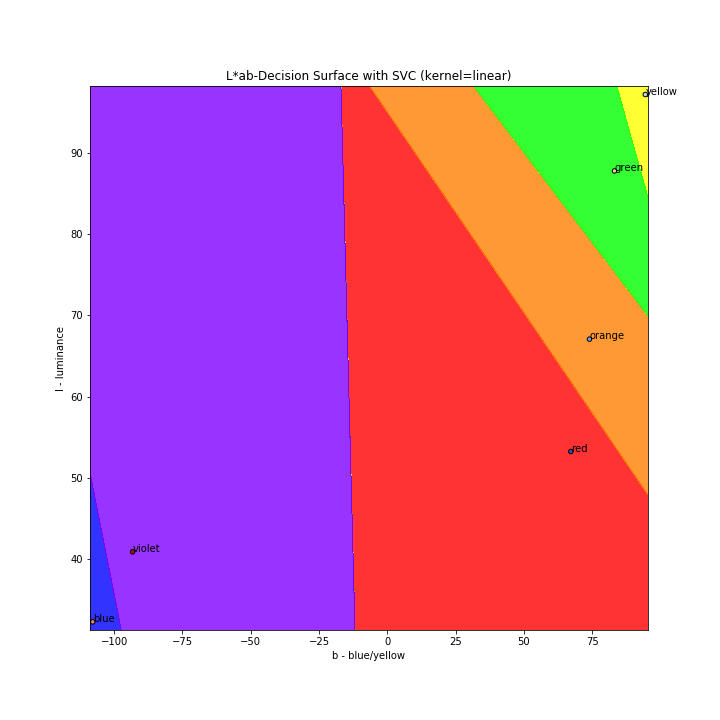 L*ab-Decision Surface with SVC (kernel=linear)
yellow
green
orange
red
violet
blue
90
80
70
60
50
40
l - luminance
−100
−75
−50
−25
0
25
50
75
b - blue/yellow